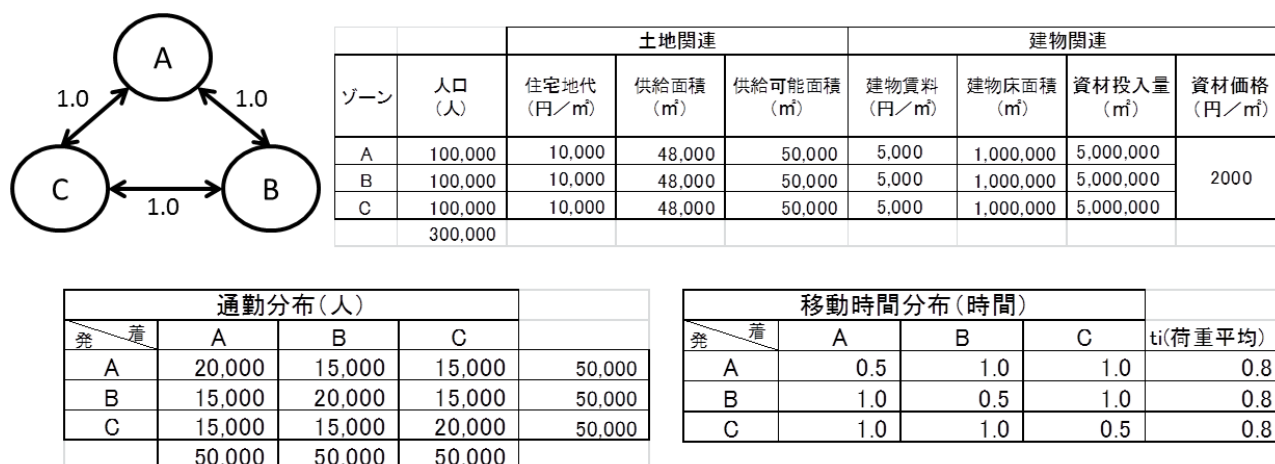 A
1.0
1.0
C
B
1.0
土地関連 建物関連
ゾーン 人口（人） 住宅地代（円／㎡） 供給面積（㎡） 供給可能面積（㎡） 建物賃料（円／㎡） 建物床面積（㎡） 資材投入量（㎡） 資材価格（円／㎡）
A 100,000 10,000 48,000 50,000 5,000 1,000,000 5,000,000
B 100,000 10,000 48,000 50,000 5,000 1,000,000 5,000,000 2000
C 100,000 10,000 48,000 50,000 5,000 1,000,000 5,000,000
300,000
通勤分布（人）
発 着 A B C
A 20,000 15,000 15,000 50,000
B 15,000 20,000 15,000 50,000
C 15,000 15,000 20,000 50,000
50,000 50,000 50,000
移動時間分布（時間）
発 着 A B C ti(荷重平均)
A 0.5 1.0 1.0 0.8
B 1.0 0.5 1.0 0.8
C 1.0 1.0 0.5 0.8